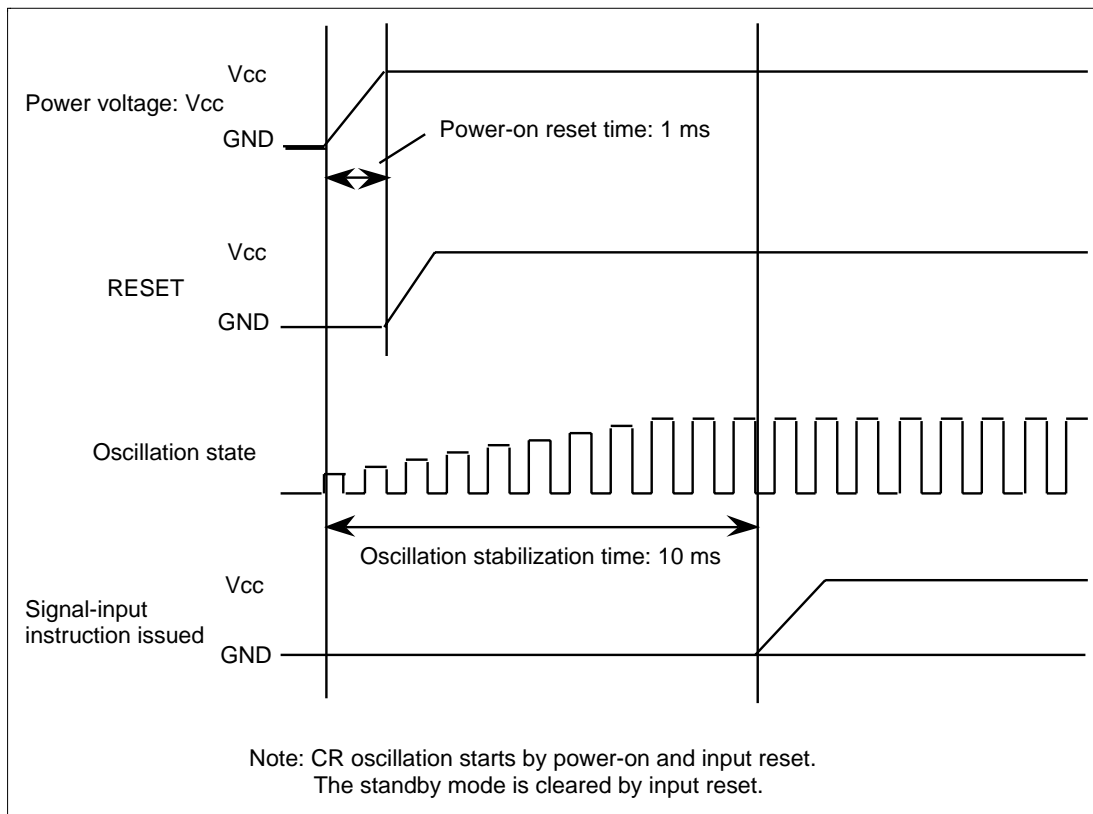 Vcc
Power voltage: Vcc
GND
Power-on reset time: 1 ms
Vcc
RESET
GND
Oscillation state
Oscillation stabilization time: 10 ms
Vcc
Signal-input
instruction issued
GND
Note: CR oscillation starts by power-on and input reset.
The standby mode is cleared by input reset.